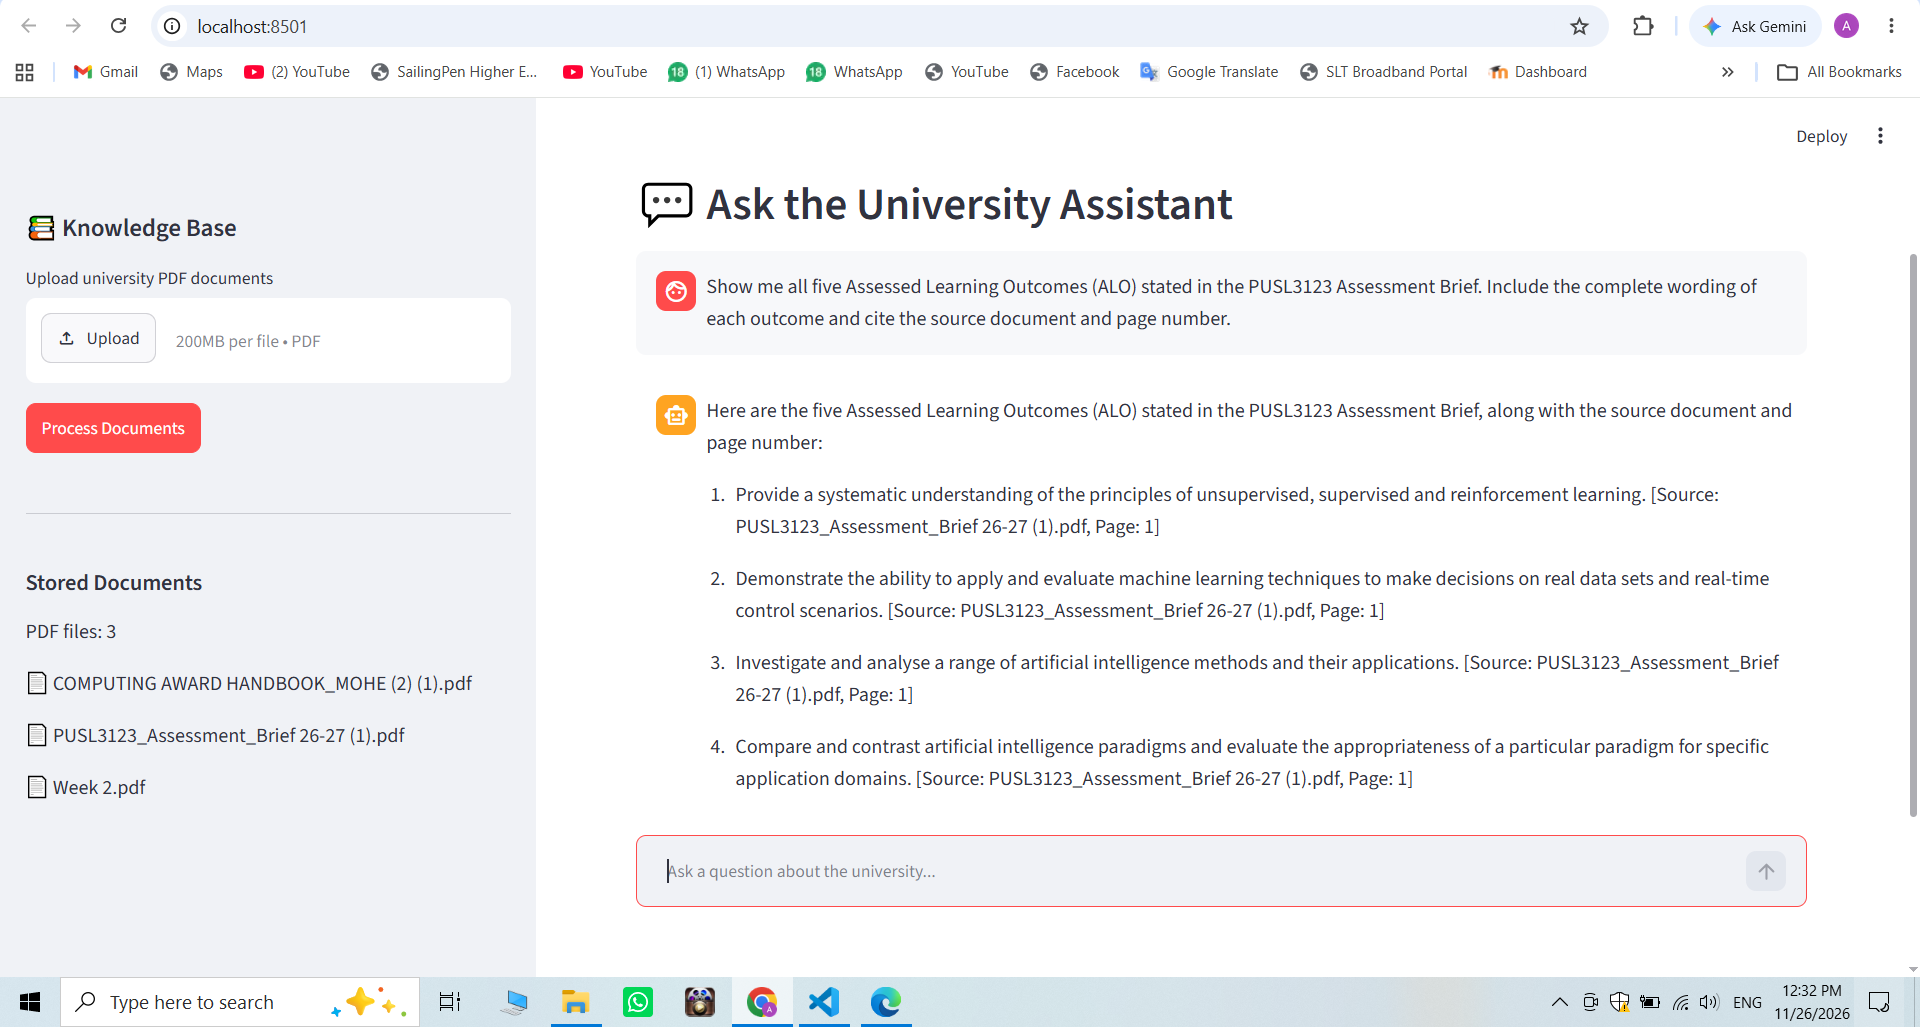 localhost:8501
Ask Gemini
A
Gmail
Maps
(2) YouTube
SailingPen Higher E...
YouTube
18
(1) WhatsApp
18
WhatsApp
YouTube
Facebook
Google Translate
SLT Broadband Portal
Dashboard
All Bookmarks
Deploy
Knowledge Base
Upload university PDF documents
Upload
200MB per file • PDF
Process Documents
Stored Documents
PDF files: 3
COMPUTING AWARD HANDBOOK_MOHE (2) (1).pdf
PUSL3123_Assessment_Brief 26-27 (1).pdf
Week 2.pdf
Ask the University Assistant
Show me all five Assessed Learning Outcomes (ALO) stated in the PUSL3123 Assessment Brief. Include the complete wording of
each outcome and cite the source document and page number.
Here are the five Assessed Learning Outcomes (ALO) stated in the PUSL3123 Assessment Brief, along with the source document and
page number:
1. Provide a systematic understanding of the principles of unsupervised, supervised and reinforcement learning. [Source:
PUSL3123_Assessment_Brief 26-27 (1).pdf, Page: 1]
2. Demonstrate the ability to apply and evaluate machine learning techniques to make decisions on real data sets and real-time
control scenarios. [Source: PUSL3123_Assessment_Brief 26-27 (1).pdf, Page: 1]
3. Investigate and analyse a range of artificial intelligence methods and their applications. [Source: PUSL3123_Assessment_Brief
26-27 (1).pdf, Page: 1]
4. Compare and contrast artificial intelligence paradigms and evaluate the appropriateness of a particular paradigm for specific
application domains. [Source: PUSL3123_Assessment_Brief 26-27 (1).pdf, Page: 1]
Ask a question about the university...
Type here to search
ENG
12:32 PM
11/26/2026